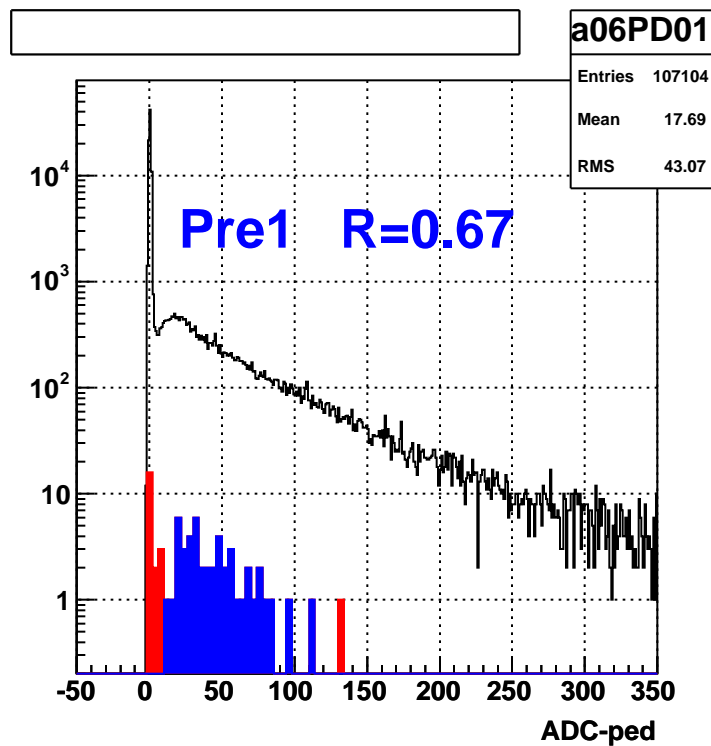 a06PD01
Entries 107104
Mean 17.69
RMS 43.07
Pre1 R=0.67
10^4
10^3
10^2
10
1
-50 0 50 100 150 200 250 300 350
ADC-ped